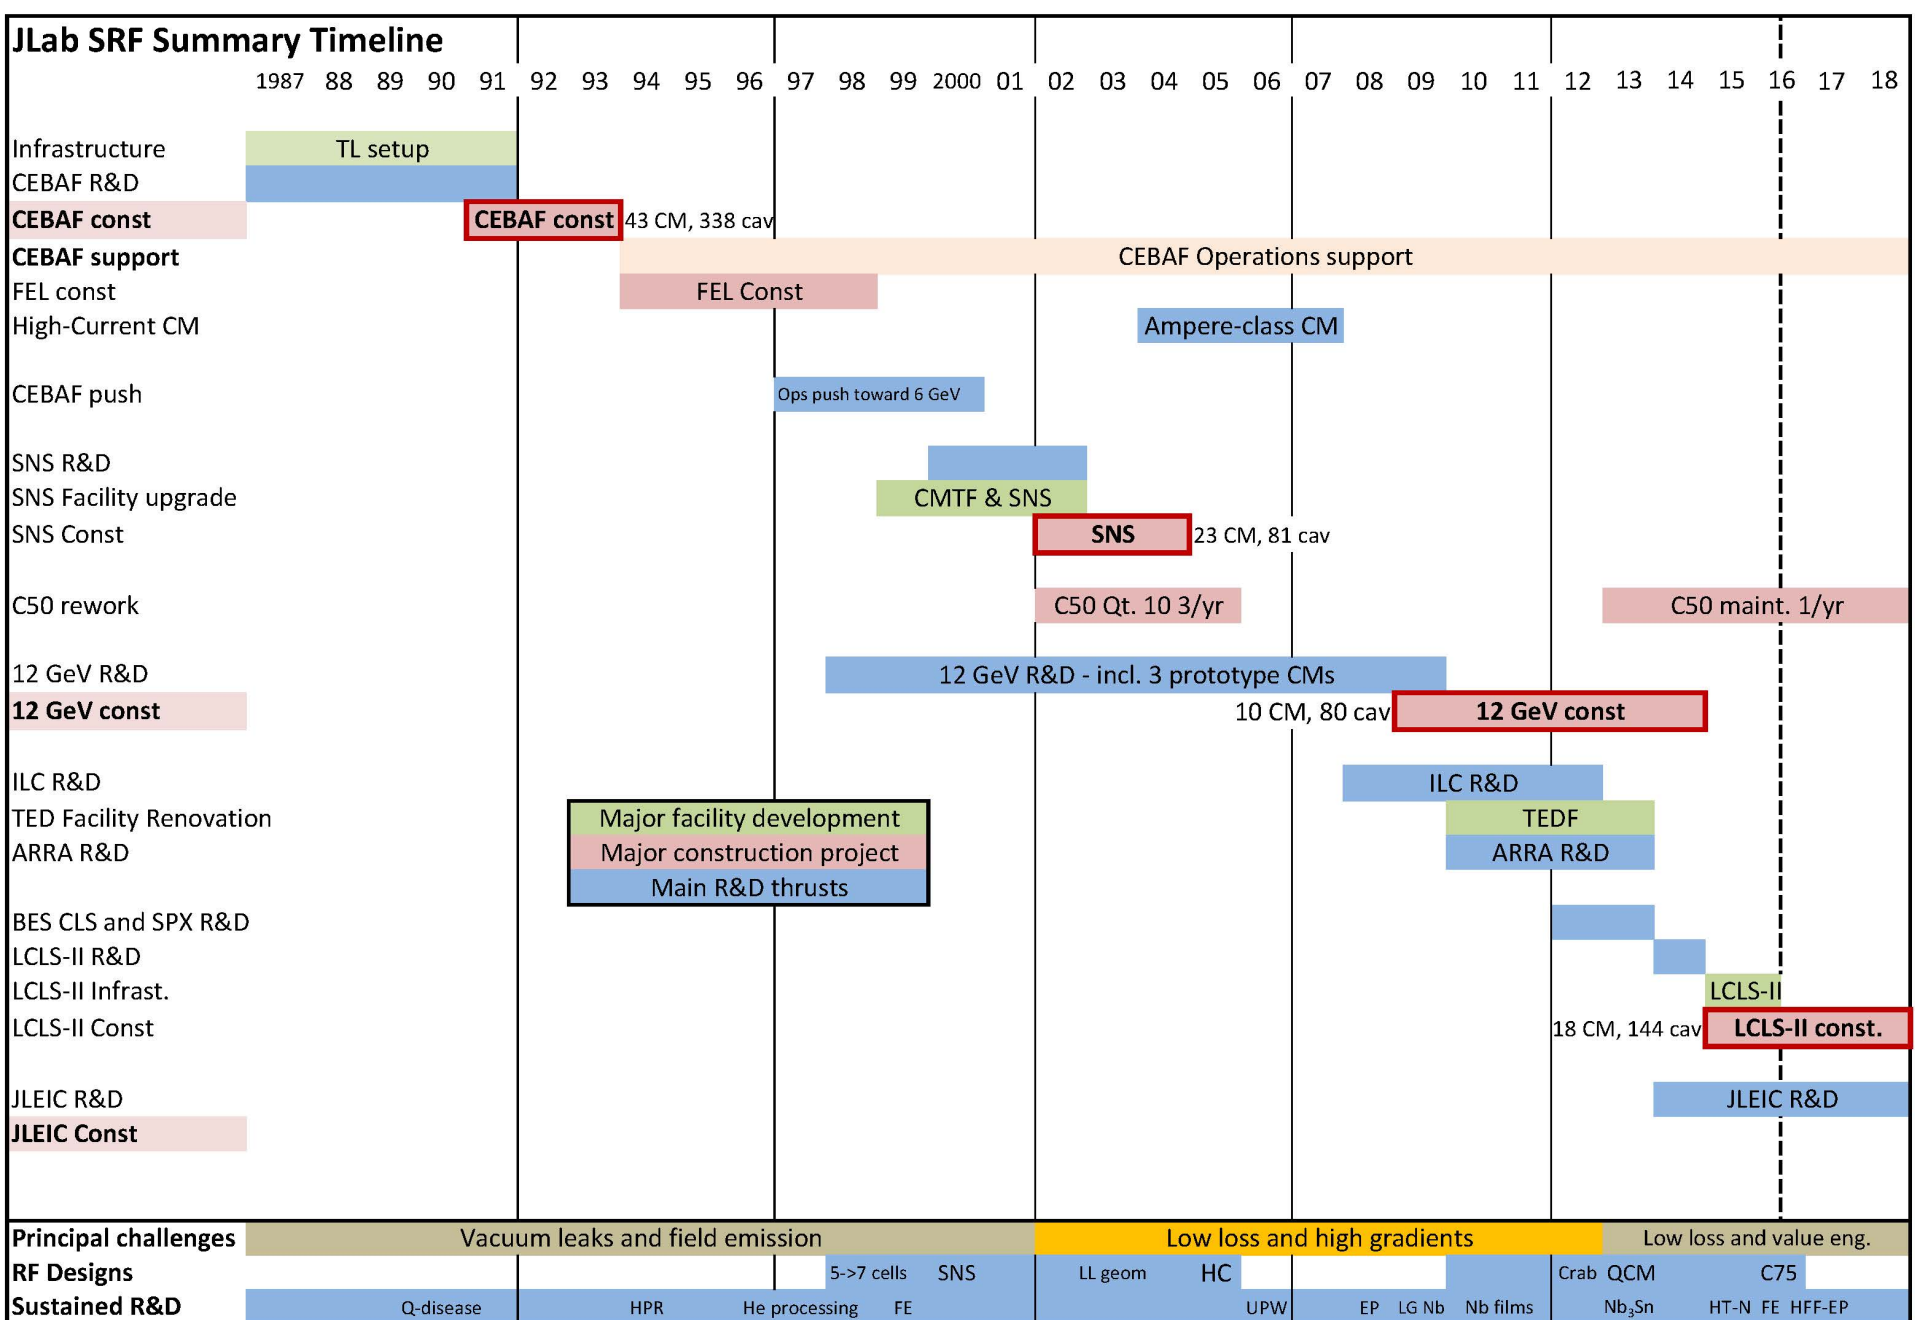 JLab SRF Summary Timeline
1987 88 89 90 91 92 93 94 95 96 97 98 99 2000 01 02 03 04 05 06 07 08 09 10 11 12 13 14 15 16 17 18
Infrastructure TL setup
CEBAF R&D
CEBAF const CEBAF const 43 CM, 338 cav
CEBAF support CEBAF Operations support
FEL const FEL Const
High-Current CM Ampere-class CM
CEBAF push Ops push toward 6 GeV
SNS R&D
SNS Facility upgrade CMTF & SNS
SNS Const SNS 23 CM, 81 cav
C50 rework C50 Qt. 10 3/yr C50 maint. 1/yr
12 GeV R&D 12 GeV R&D - incl. 3 prototype CMs
12 GeV const 10 CM, 80 cav 12 GeV const
ILC R&D ILC R&D
TED Facility Renovation Major facility development TEDF
ARRA R&D Major construction project ARRA R&D
Main R&D thrusts
BES CLS and SPX R&D
LCLS-II R&D
LCLS-II Infrast. LCLS-II
LCLS-II Const 18 CM, 144 cav LCLS-II const.
JLEIC R&D JLEIC R&D
JLEIC Const
Principal challenges Vacuum leaks and field emission Low loss and high gradients Low loss and value eng.
RF Designs 5->7 cells SNS LL geom HC Crab QCM C75
Sustained R&D Q-disease HPR He processing FE UPW EP LG Nb Nb films Nb₃Sn HT-N FE HFF-EP